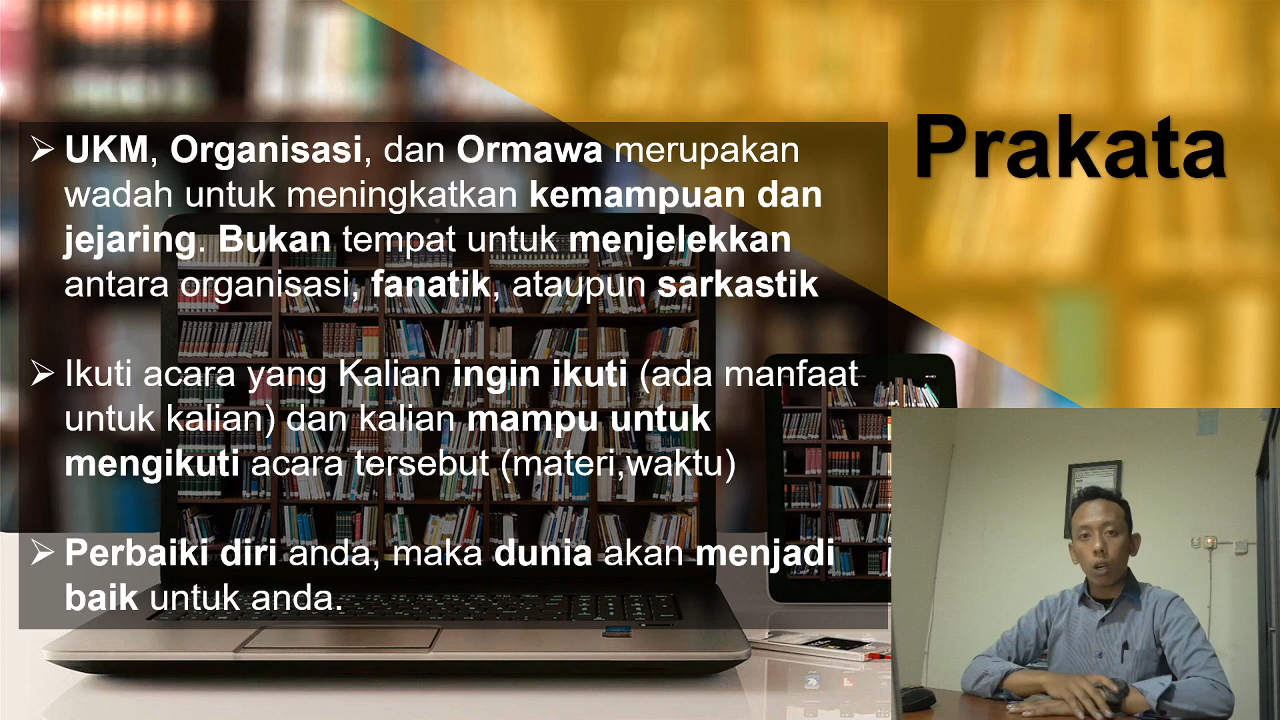 Prakata
UKM, Organisasi, dan Ormawa merupakan
wadah untuk meningkatkan kemampuan dan
jejaring. Bukan tempat untuk menjelekkan
antara organisasi, fanatik, ataupun sarkastik
Ikuti acara yang Kalian ingin ikuti (ada manfaat
untuk kalian) dan kalian mampu untuk
mengikuti acara tersebut (materi,waktu)
Perbaiki diri anda, maka dunia akan menjadi
baik untuk anda.